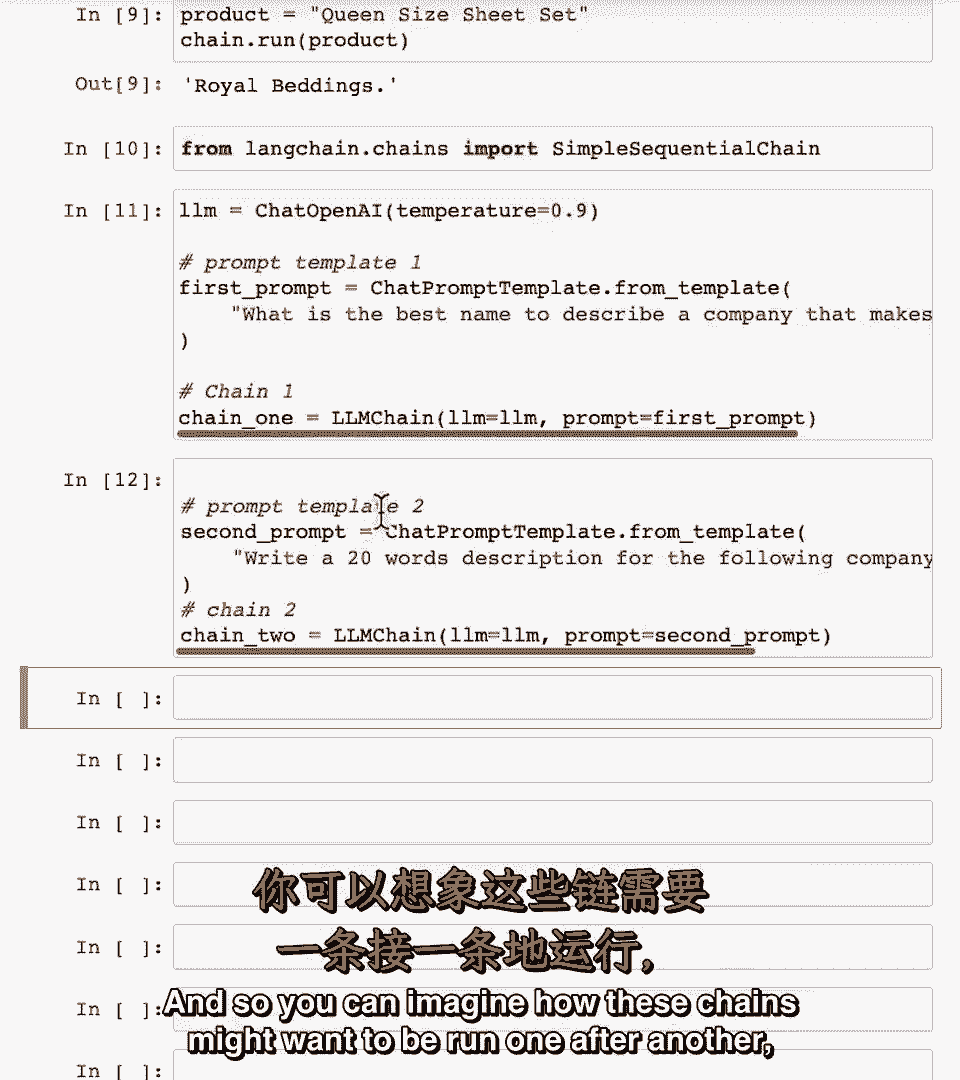 In [9]: product = "Queen Size Sheet Set"
chain.run(product)
Out[9]: 'Royal Beddings.'
In [10]: from langchain.chains import SimpleSequentialChain
In [11]: llm = ChatOpenAI(temperature=0.9)
# prompt template 1
first_prompt = ChatPromptTemplate.from_template(
"What is the best name to describe a company that makes
)
# Chain 1
chain_one = LLMChain(llm=llm, prompt=first_prompt)
In [12]:
# prompt template 2
second_prompt = ChatPromptTemplate.from_template(
"Write a 20 words description for the following company
)
# chain 2
chain_two = LLMChain(llm=llm, prompt=second_prompt)
In [ ]:
In [ ]:
In [ ]:
In [ ]:
你可以想象这些链需要
In [ ]:
一条接一条地运行，
In [ ]:
And so you can imagine how these chains
might want to be run one after another,
In [ ]: